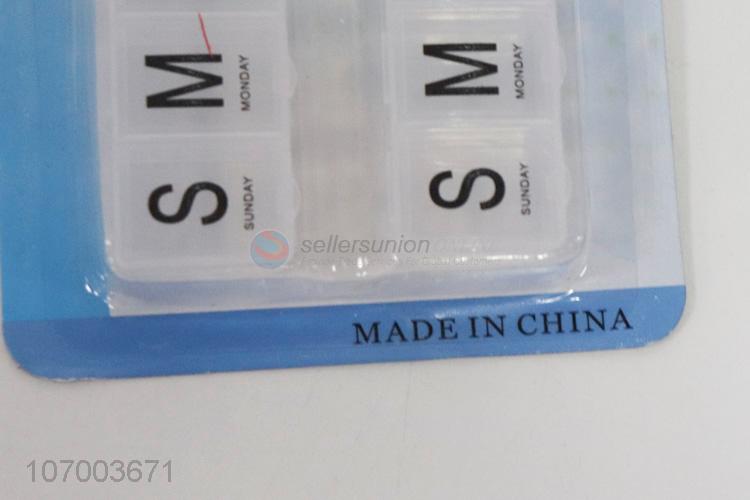 M MONDAY
M MONDAY
S SUNDAY
S SUNDAY
sellersunion
MADE IN CHINA
107003671